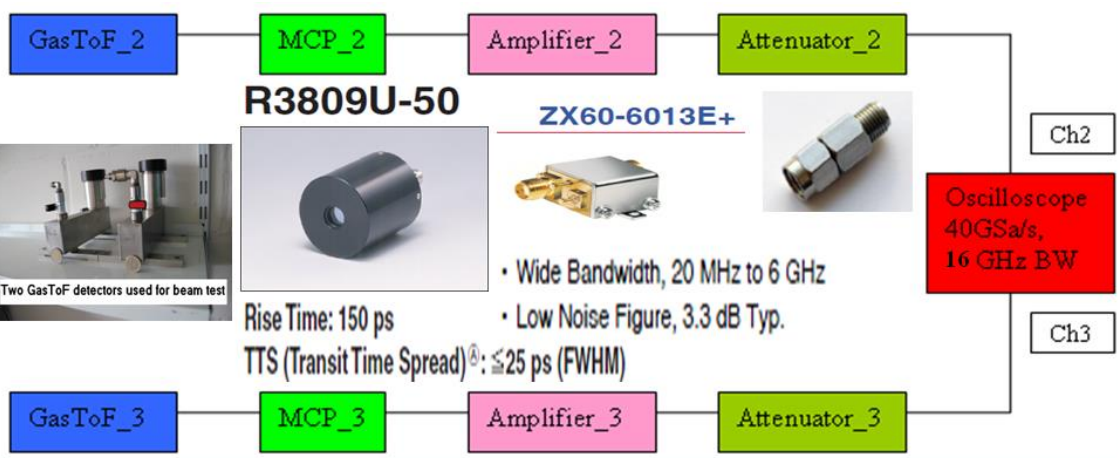 GasToF_2
MCP_2
Amplifier_2
Attenuator_2
R3809U-50
ZX60-6013E+
Ch2
Oscilloscope
40GSa/s,
16 GHz BW
Two GasToF detectors used for beam test
· Wide Bandwidth, 20 MHz to 6 GHz
· Low Noise Figure, 3.3 dB Typ.
Rise Time: 150 ps
TTS (Transit Time Spread)Ⓐ: ≦25 ps (FWHM)
Ch3
GasToF_3
MCP_3
Amplifier_3
Attenuator_3